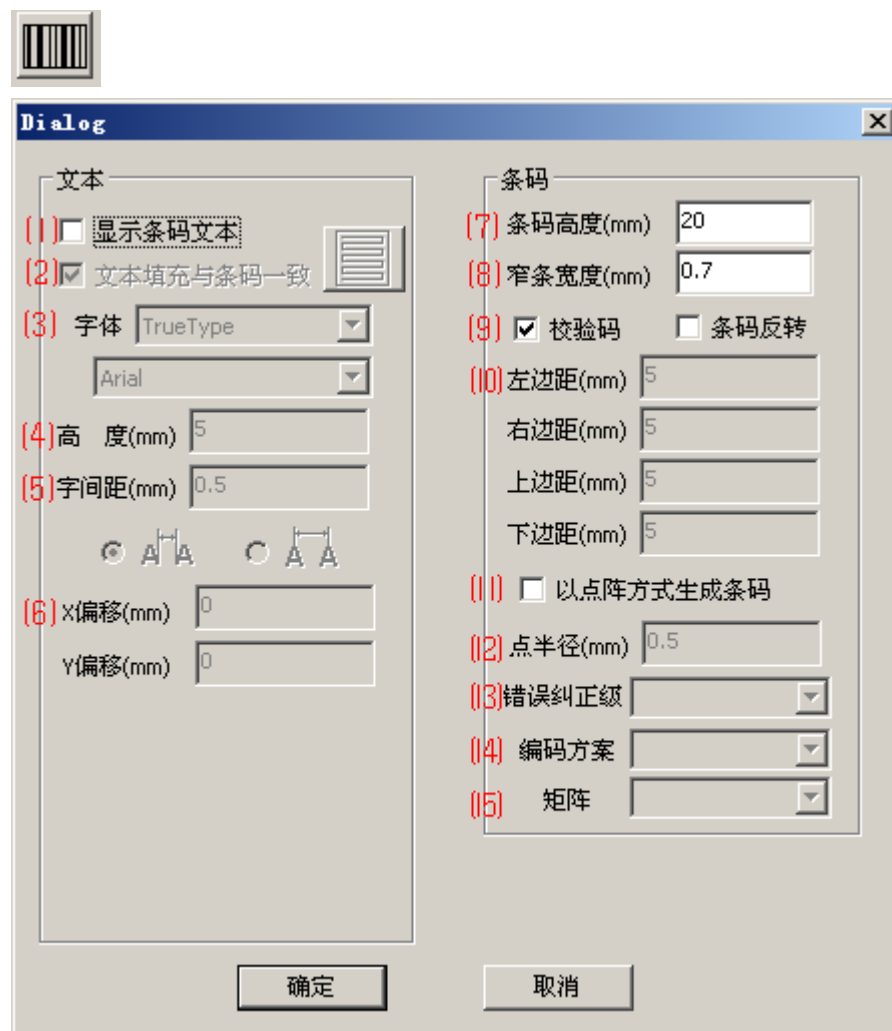 Dialog
文本
(1) 显示条码文本
(2) 文本填充与条码一致
(3) 字体 TrueType
Arial
(4) 高 度(mm) 5
(5) 字间距(mm) 0.5
A A A A
(6) X偏移(mm) 0
Y偏移(mm) 0
条码
(7) 条码高度(mm) 20
(8) 窄条宽度(mm) 0.7
(9) 校验码 条码反转
(10) 左边距(mm) 5
右边距(mm) 5
上边距(mm) 5
下边距(mm) 5
(11) 以点阵方式生成条码
(12) 点半径(mm) 0.5
(13) 错误纠正级
(14) 编码方案
(15) 矩阵
确定 取消